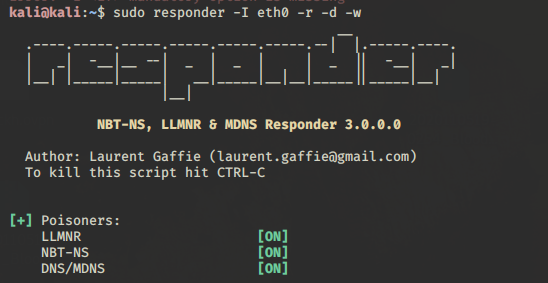 kali@kali:~$ sudo responder -I eth0 -r -d -w
NBT-NS, LLMNR & MDNS Responder 3.0.0.0
Author: Laurent Gaffie (laurent.gaffie@gmail.com)
To kill this script hit CTRL-C
[+] Poisoners:
LLMNR [ON]
NBT-NS [ON]
DNS/MDNS [ON]